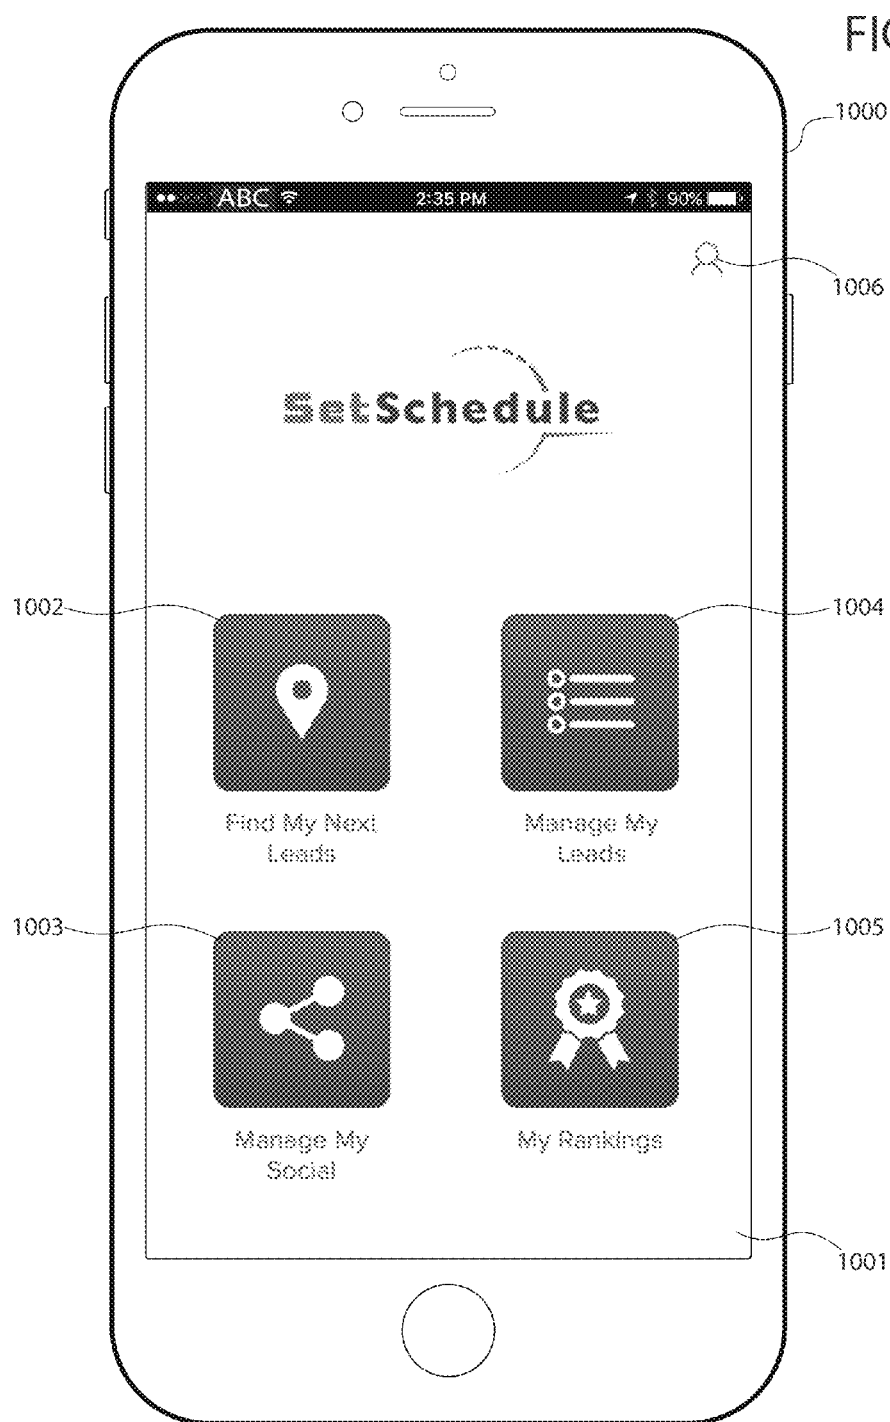 FIG
1000
ABC 2:35 PM 90%
1006
SetSchedule
1002
1004
Find My Next
Leads
Manage My
Leads
1003
1005
Manage My
Social
My Rankings
1001